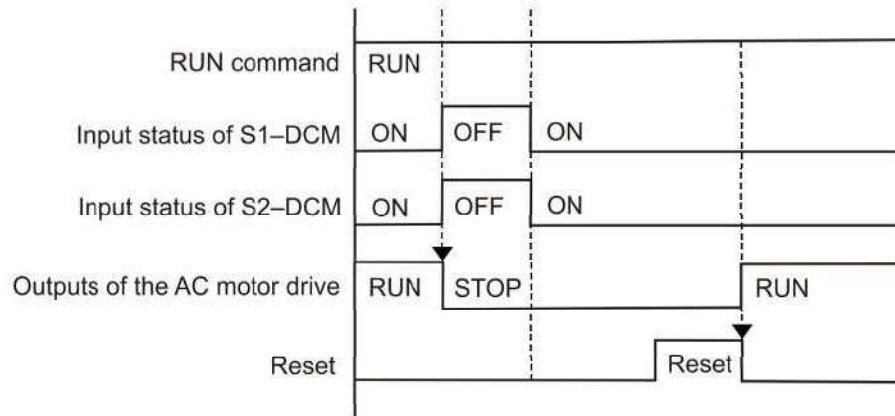 RUN command RUN
Input status of S1–DCM ON OFF ON
Input status of S2–DCM ON OFF ON
Outputs of the AC motor drive RUN STOP RUN
Reset Reset